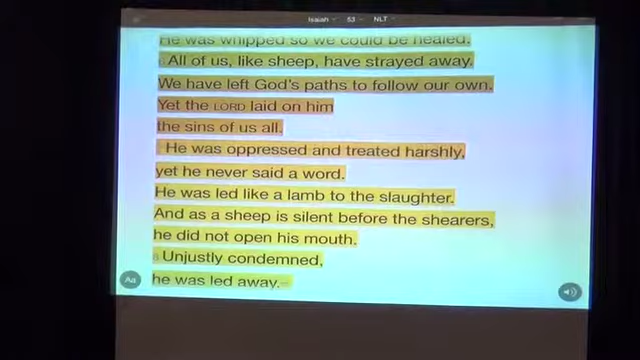 Isaiah 53 NLT
He was whipped so we could be healed.
All of us, like sheep, have strayed away.
We have left God's paths to follow our own.
Yet the LORD laid on him
the sins of us all.
He was oppressed and treated harshly,
yet he never said a word.
He was led like a lamb to the slaughter.
And as a sheep is silent before the shearers,
he did not open his mouth.
8 Unjustly condemned,
he was led away.
Aa